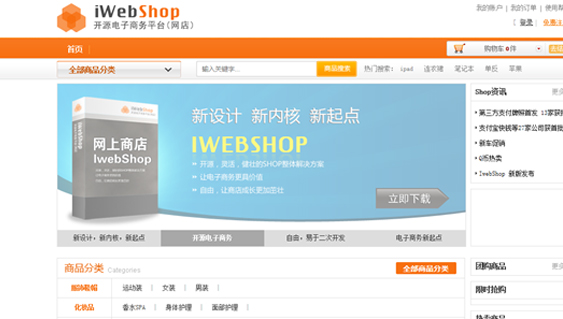 iWebShop
开源电子商务平台(网店)
我的账户 | 我的订单 | 使用帮
[登录
首页
购物车0件
全部商品分类
输入关键字...
商品搜索
热门搜索: ipad 连衣裙 笔记本 单反 苹果
网上商店
IwebShop
新设计 新内核 新起点
IWEBSHOP
开源,灵活,健壮的SHOP整体解决方案
让电子商务更具价值
自由,让商店成长更加茁壮
立即下载
新设计,新内核,新起点
开源电子商务
自由,易于二次开发
电子商务新起点
Shop资讯
第三方支付牌照首发 13家获
支付宝快钱等27家公司获首批
新车促销
Q币热卖
IwebShop 新版发布
商品分类 Categories
全部商品分类
服装鞋帽
运动装 | 女装 | 男装 |
化妆品
香水SPA | 身体护理 | 面部护理 |
团购商品
限时抢购
热卖商品